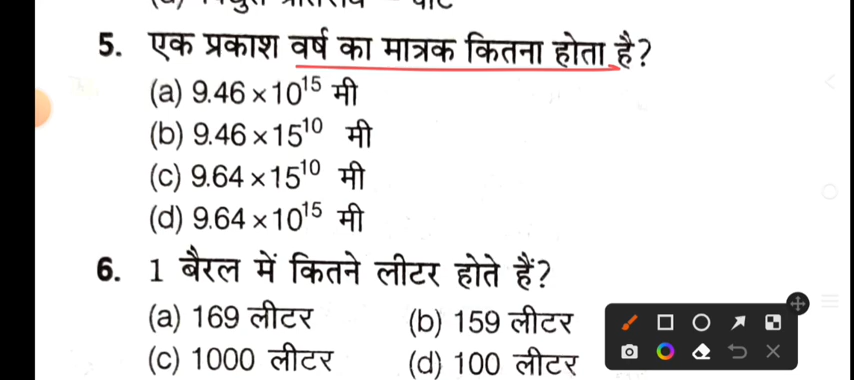 5. एक प्रकाश वर्ष का मात्रक कितना होता है?
(a) 9.46 × 10¹⁵ मी
(b) 9.46 × 15¹⁰ मी
(c) 9.64 × 15¹⁰ मी
(d) 9.64 × 10¹⁵ मी
6. 1 बैरल में कितने लीटर होते हैं?
(a) 169 लीटर (b) 159 लीटर
(c) 1000 लीटर (d) 100 लीटर